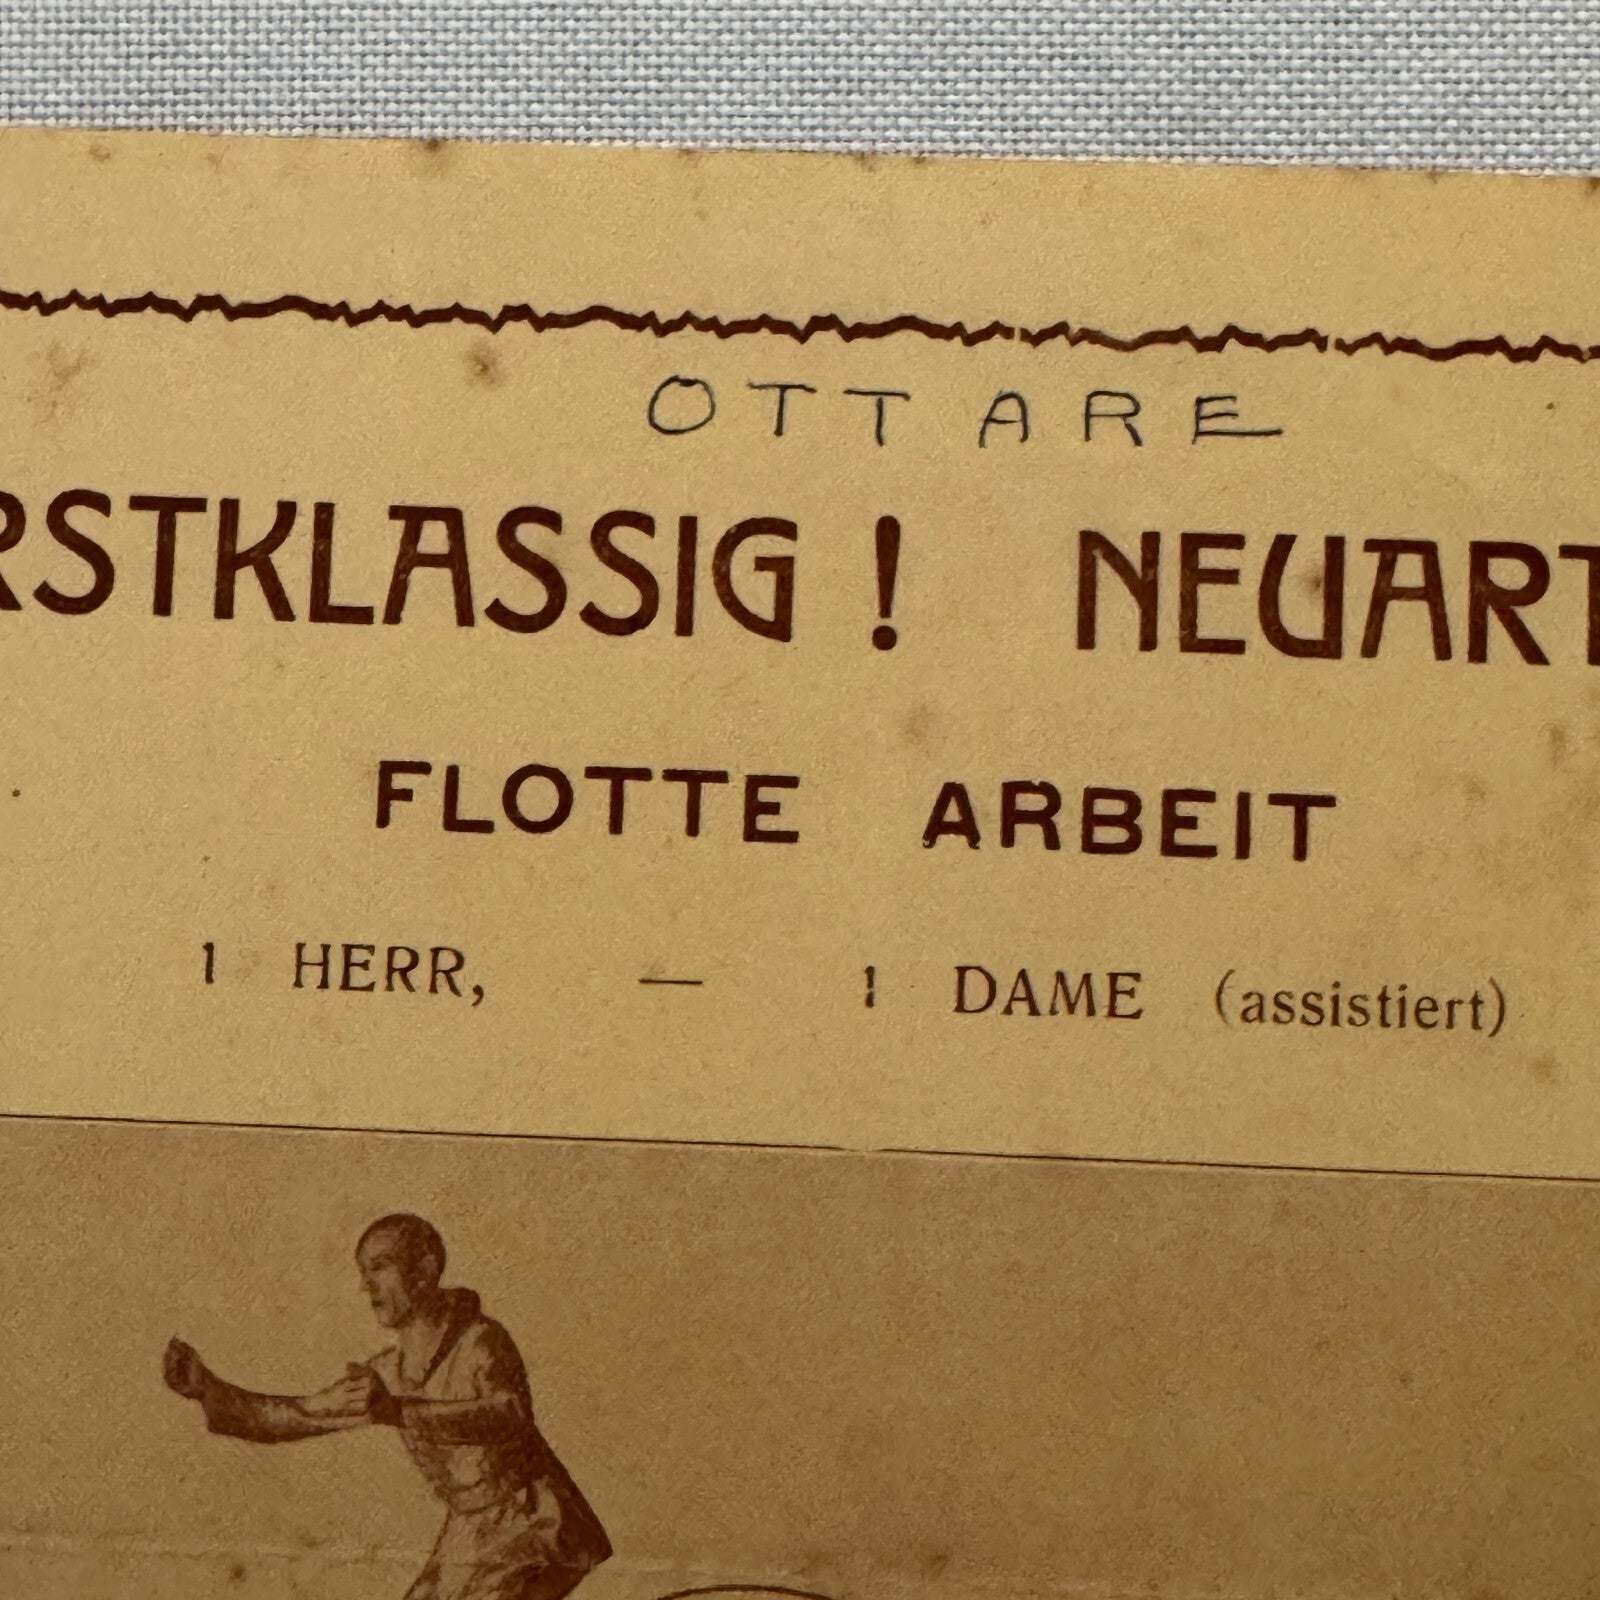 OTTARE
RSTKLASSIG ! NEUART
FLOTTE ARBEIT
1 HERR, — 1 DAME (assistiert)